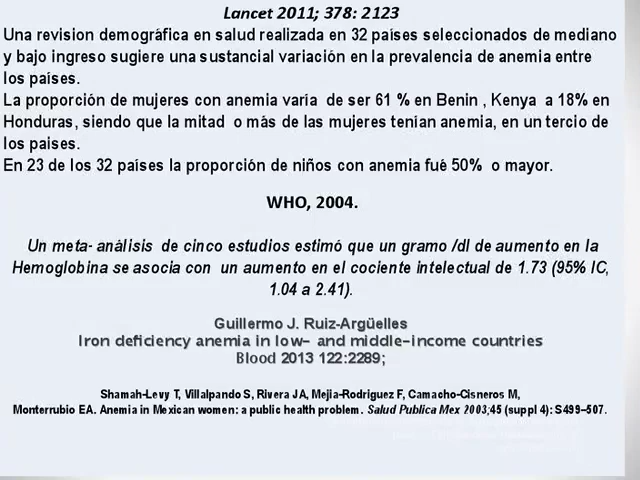 Lancet 2011; 378: 2123
Una revision demográfica en salud realizada en 32 países seleccionados de mediano
y bajo ingreso sugiere una sustancial variación en la prevalencia de anemia entre
los países.
La proporción de mujeres con anemia varía de ser 61 % en Benin , Kenya a 18% en
Honduras, siendo que la mitad o más de las mujeres tenían anemia, en un tercio de
los paises.
En 23 de los 32 países la proporción de niños con anemia fué 50% o mayor.
WHO, 2004.
Un meta- análisis de cinco estudios estimó que un gramo /dl de aumento en la
Hemoglobina se asocia con un aumento en el cociente intelectual de 1.73 (95% IC,
1.04 a 2.41).
Guillermo J. Ruiz-Argüelles
Iron deficiency anemia in low- and middle-income countries
Blood 2013 122:2289;
Shamah-Levy T, Villalpando S, Rivera JA, Mejia-Rodriguez F, Camacho-Cisneros M,
Monterrubio EA. Anemia in Mexican women: a public health problem. Salud Publica Mex 2003;45 (suppl 4): S499–507.